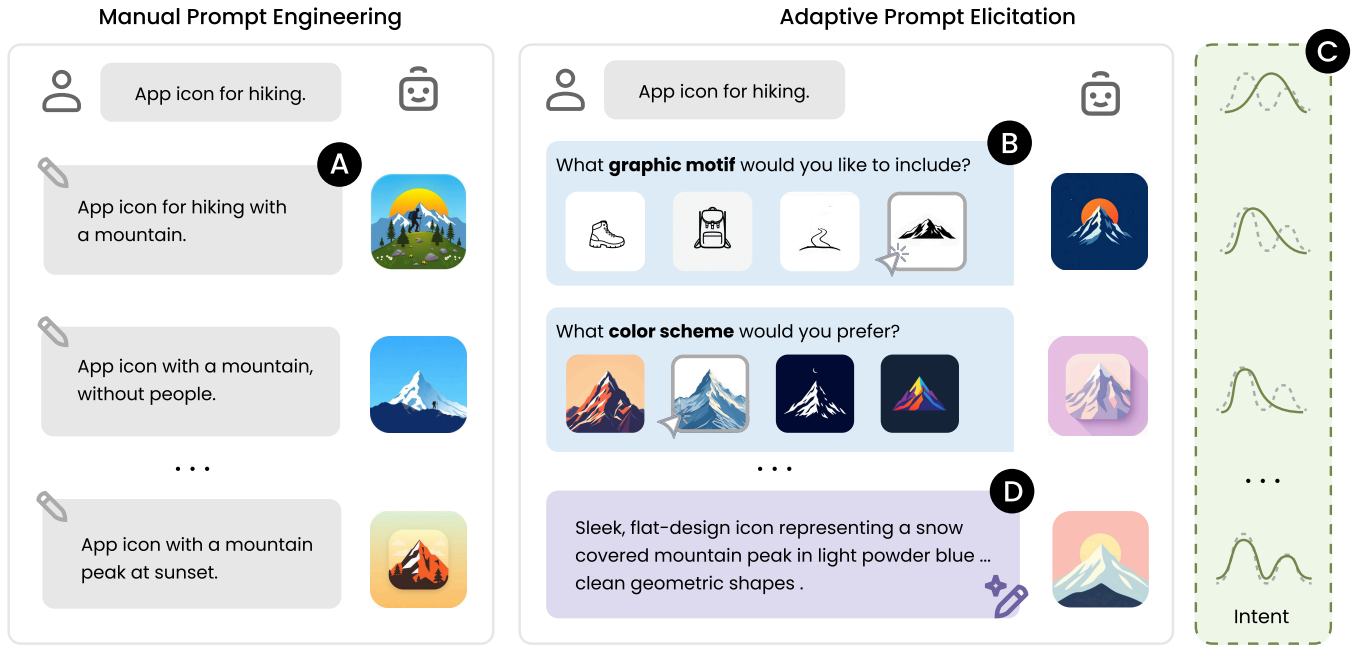 Manual Prompt Engineering
App icon for hiking.
A
App icon for hiking with
a mountain.
App icon with a mountain,
without people.
...
App icon with a mountain
peak at sunset.
Adaptive Prompt Elicitation
App icon for hiking.
B
What graphic motif would you like to include?
What color scheme would you prefer?
...
D
Sleek, flat-design icon representing a snow
covered mountain peak in light powder blue ...
clean geometric shapes .
C
...
Intent